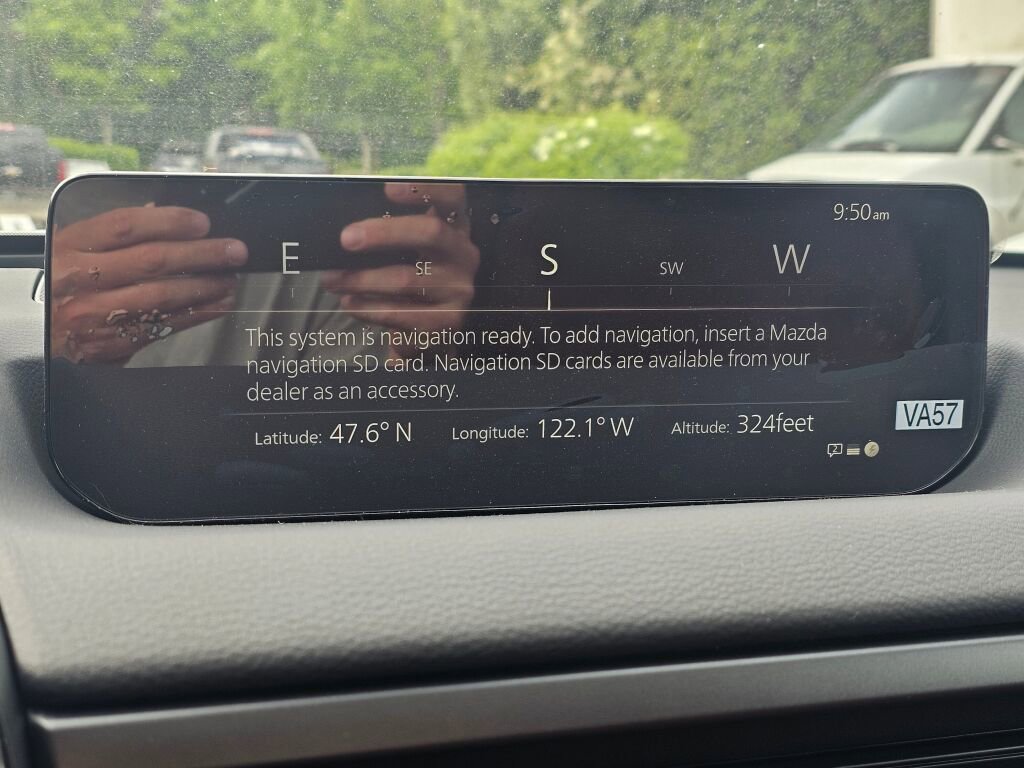 9:50am
E SE S SW W
This system is navigation ready. To add navigation, insert a Mazda
navigation SD card. Navigation SD cards are available from your
dealer as an accessory.
Latitude: 47.6° N Longitude: 122.1° W Altitude: 324feet
VA57
2